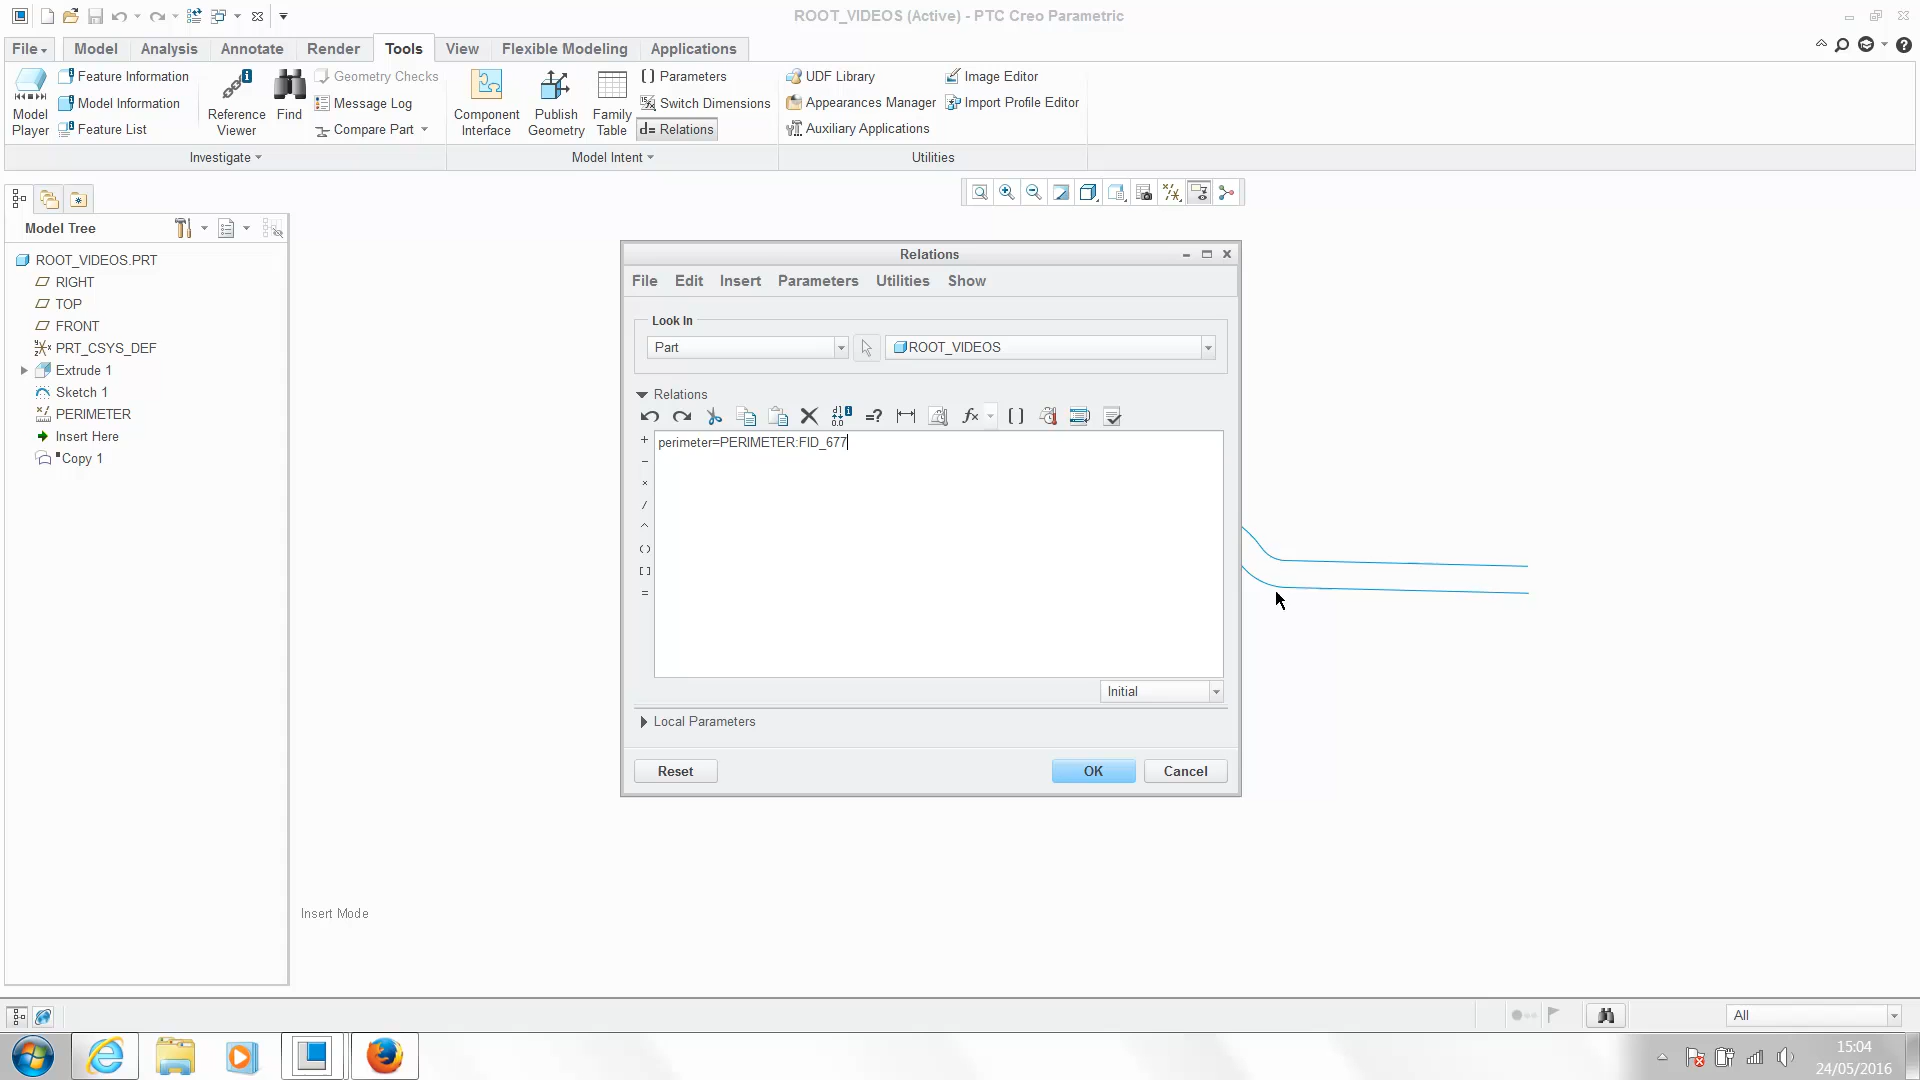 ROOT_VIDEOS (Active) - PTC Creo Parametric
File Model Analysis Annotate Render Tools View Flexible Modeling Applications
Model Player
Feature Information
Model Information
Feature List
Reference Viewer
Find
Geometry Checks
Message Log
Compare Part
Component Interface
Publish Geometry
Family Table
Parameters
Switch Dimensions
d= Relations
UDF Library
Appearances Manager
Auxiliary Applications
Image Editor
Import Profile Editor
Investigate Model Intent Utilities
Model Tree
ROOT_VIDEOS.PRT
RIGHT
TOP
FRONT
PRT_CSYS_DEF
Extrude 1
Sketch 1
PERIMETER
Insert Here
Copy 1
Relations
File Edit Insert Parameters Utilities Show
Look In
Part ROOT_VIDEOS
Relations
perimeter=PERIMETER:FID_677
Initial
Local Parameters
Reset OK Cancel
Insert Mode
All
15:04
24/05/2016